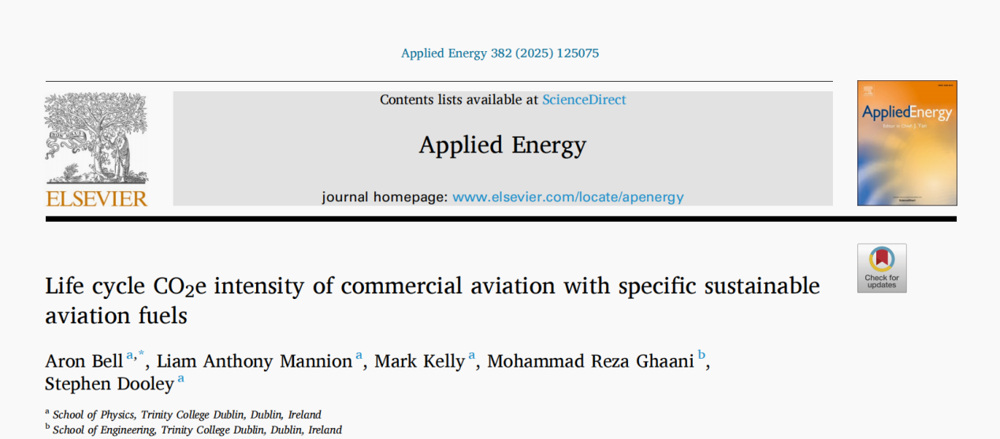 Applied Energy 382 (2025) 125075
Contents lists available at ScienceDirect
Applied Energy
journal homepage: www.elsevier.com/locate/apenergy
ELSEVIER
AppliedEnergy
Life cycle CO₂e intensity of commercial aviation with specific sustainable
aviation fuels
Check for
updates
Aron Bell a,*, Liam Anthony Mannion a, Mark Kelly a, Mohammad Reza Ghaani b,
Stephen Dooley a
a School of Physics, Trinity College Dublin, Dublin, Ireland
b School of Engineering, Trinity College Dublin, Dublin, Ireland